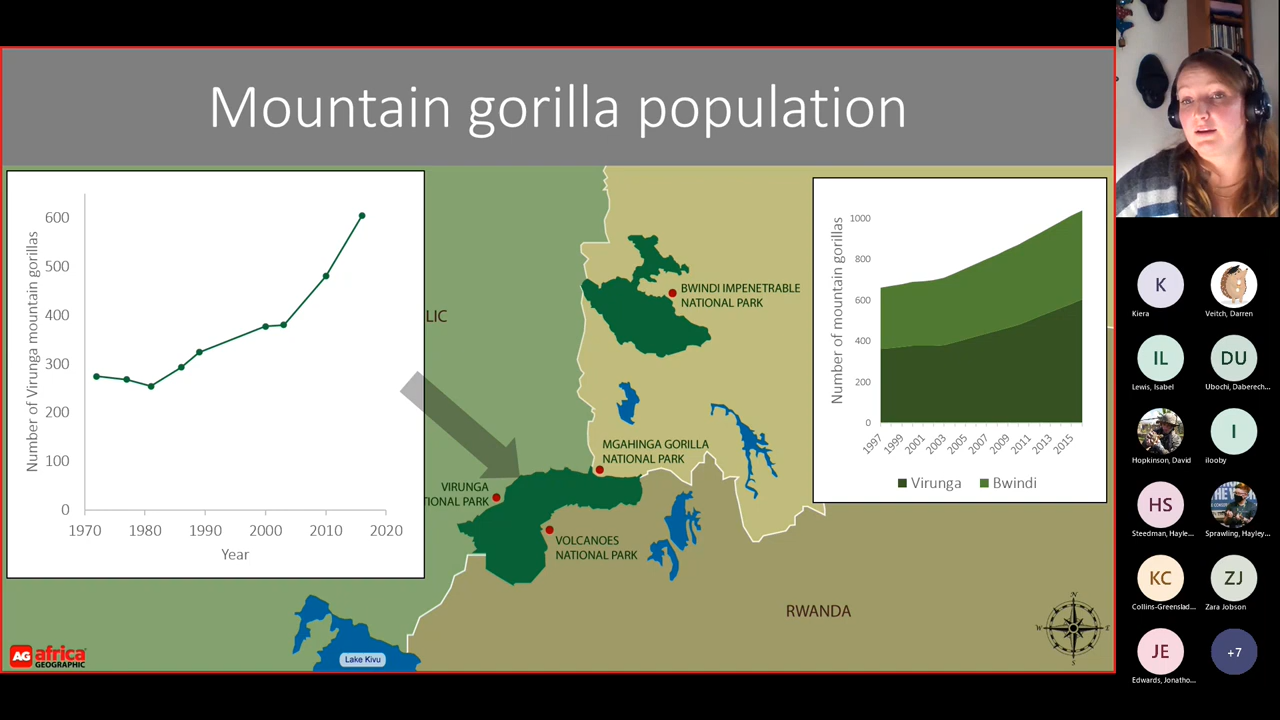 Mountain gorilla population
Number of Virunga mountain gorillas
600
500
400
300
200
100
0
1970 1980 1990 2000 2010 2020
Year
LIC
BWINDI IMPENETRABLE
NATIONAL PARK
MGAHINGA GORILLA
NATIONAL PARK
VIRUNGA
TIONAL PARK
VOLCANOES
NATIONAL PARK
RWANDA
Lake Kivu
AG africa
GEOGRAPHIC
N
W E
S
Number of mountain gorillas
1000
800
600
400
200
0
1997 1999 2001 2003 2005 2007 2009 2011 2013 2015
Virunga Bwindi
K
Kiera
Veitch, Darren
IL
Lewis, Isabel
DU
Ubochi, Daberech...
Hopkinson, David
I
ilooby
HS
Steedman, Hayle...
Sprawling, Hayley...
KC
Collins-Greenslad...
ZJ
Zara Jobson
JE
Edwards, Jonatho...
+7